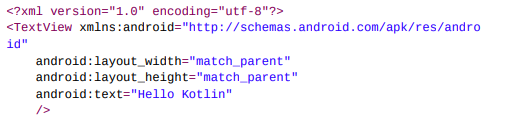 <?xml version="1.0" encoding="utf-8"?>
<TextView xmlns:android="http://schemas.android.com/apk/res/andro
id"
    android:layout_width="match_parent"
    android:layout_height="match_parent"
    android:text="Hello Kotlin"
    />